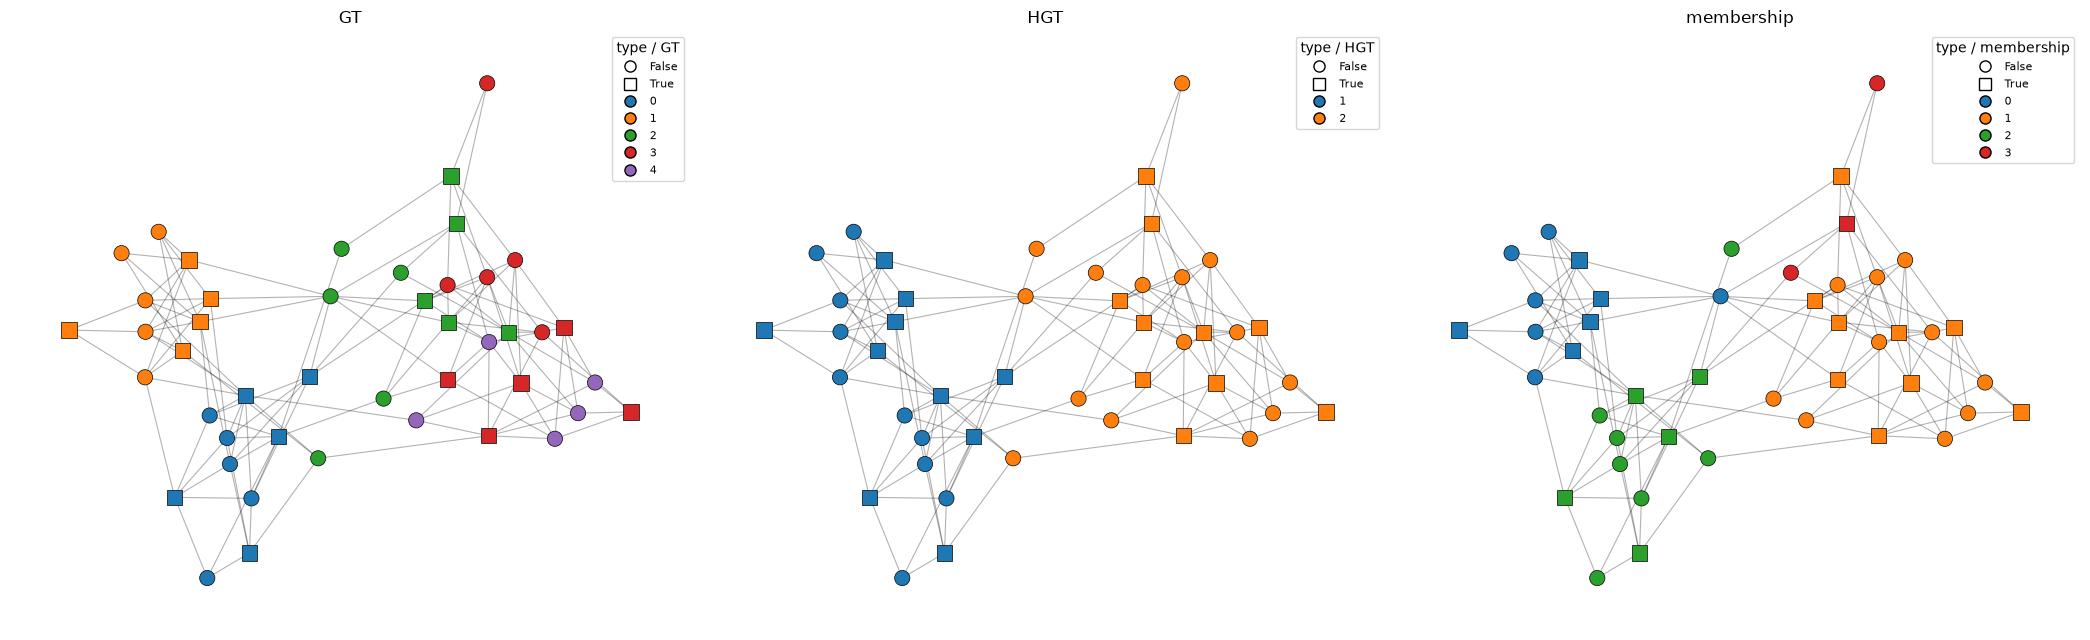 GT
type / GT
False
True
0
1
2
3
4
HGT
type / HGT
False
True
1
2
membership
type / membership
False
True
0
1
2
3